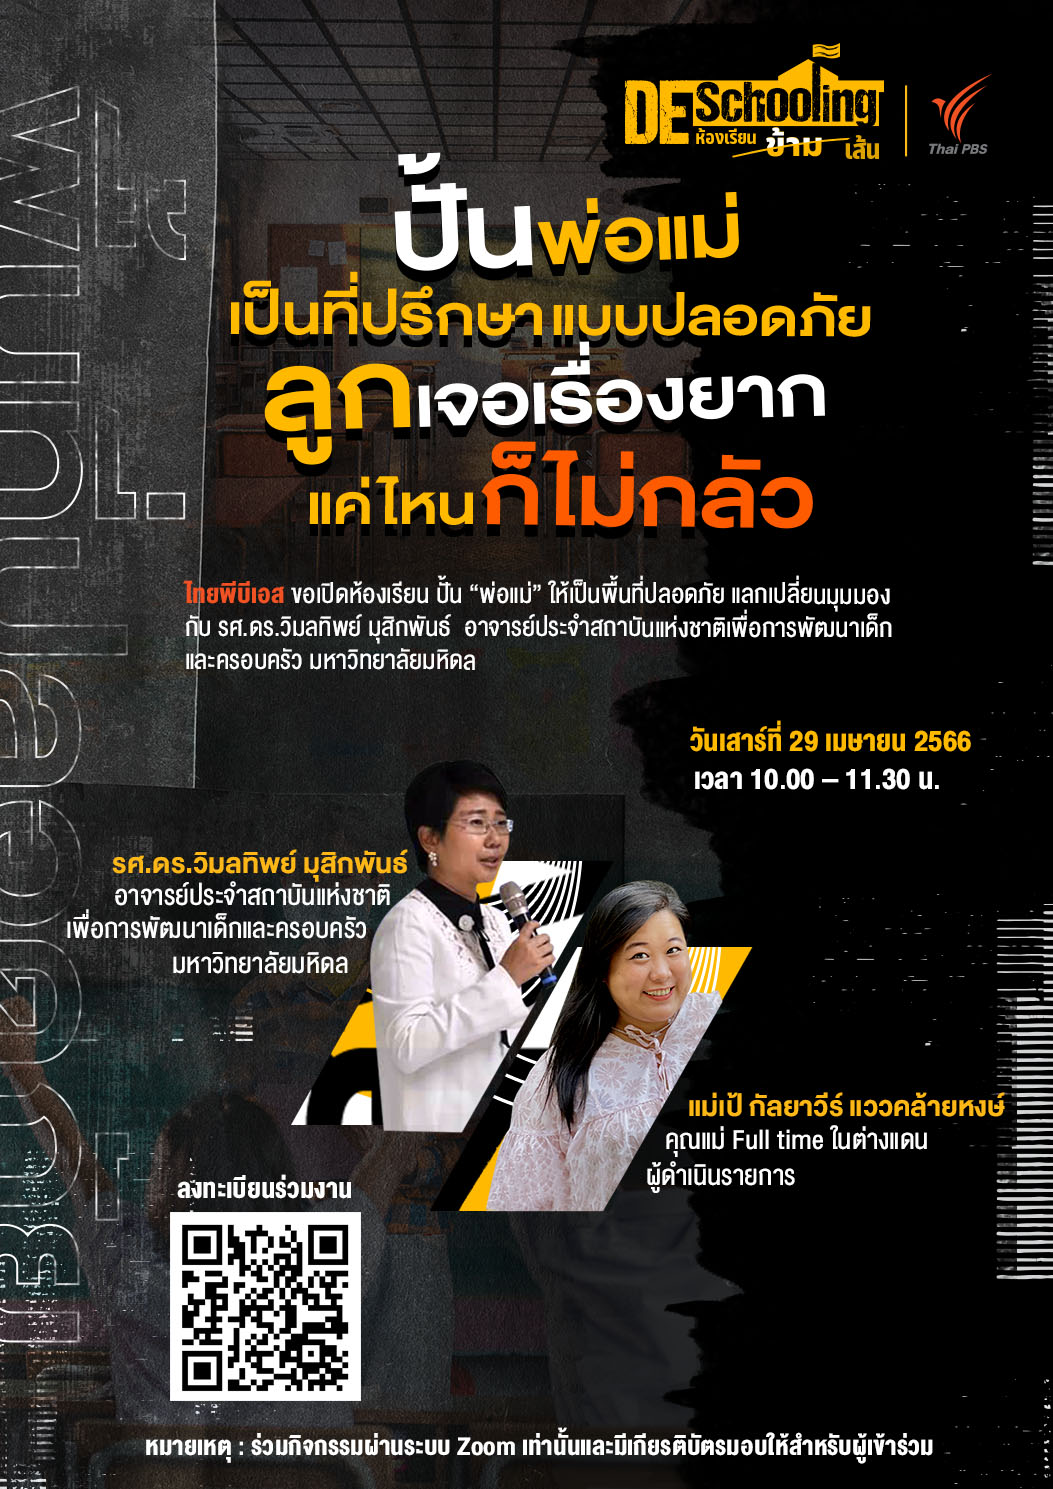 DESchooling
ห้องเรียน ข้าม เส้น
Thai PBS
ปั้นพ่อแม่
เป็นที่ปรึกษาแบบปลอดภัย
ลูกเจอเรื่องยาก
แค่ไหนก็ไม่กลัว
ไทยพีบีเอส ขอเปิดห้องเรียน ปั้น “พ่อแม่” ให้เป็นพื้นที่ปลอดภัย แลกเปลี่ยนมุมมอง
กับ รศ.ดร.วิมลทิพย์ มุสิกพันธ์ อาจารย์ประจำสถาบันแห่งชาติเพื่อการพัฒนาเด็ก
และครอบครัว มหาวิทยาลัยมหิดล
วันเสาร์ที่ 29 เมษายน 2566
เวลา 10.00 – 11.30 น.
รศ.ดร.วิมลทิพย์ มุสิกพันธ์
อาจารย์ประจำสถาบันแห่งชาติ
เพื่อการพัฒนาเด็กและครอบครัว
มหาวิทยาลัยมหิดล
แม่เป้ กัลยาวีร์ แววคล้ายหงษ์
คุณแม่ Full time ในต่างแดน
ผู้ดำเนินรายการ
ลงทะเบียนร่วมงาน
หมายเหตุ : ร่วมกิจกรรมผ่านระบบ Zoom เท่านั้นและมีเกียรติบัตรมอบให้สำหรับผู้เข้าร่วม